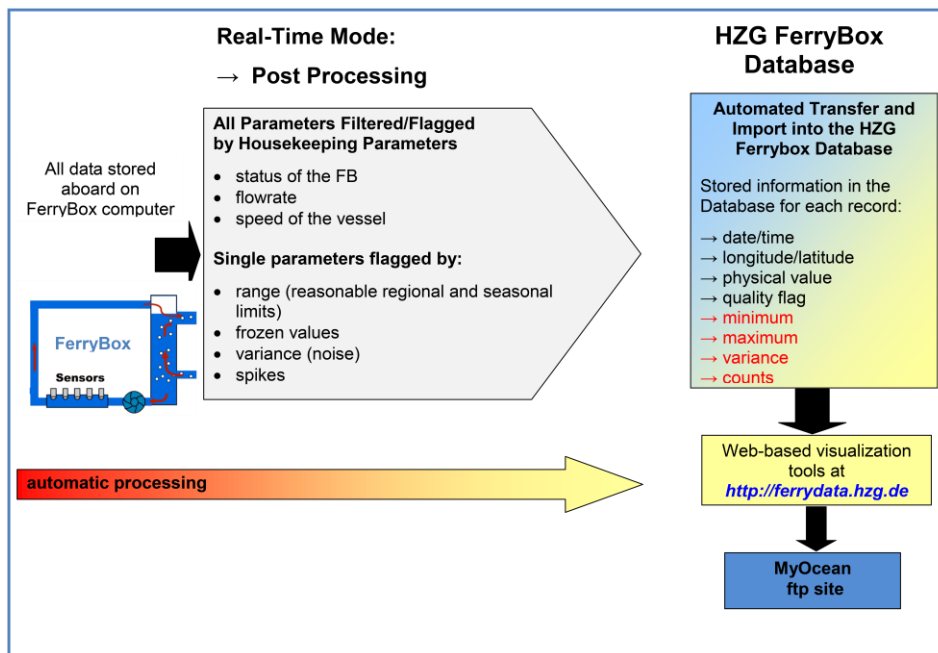 Real-Time Mode:
→ Post Processing
All data stored
aboard on
FerryBox computer
FerryBox
Sensors
All Parameters Filtered/Flagged
by Housekeeping Parameters
• status of the FB
• flowrate
• speed of the vessel
Single parameters flagged by:
• range (reasonable regional and seasonal
limits)
• frozen values
• variance (noise)
• spikes
automatic processing
HZG FerryBox
Database
Automated Transfer and
Import into the HZG
Ferrybox Database
Stored information in the
Database for each record:
→ date/time
→ longitude/latitude
→ physical value
→ quality flag
→ minimum
→ maximum
→ variance
→ counts
Web-based visualization
tools at
http://ferrydata.hzg.de
MyOcean
ftp site